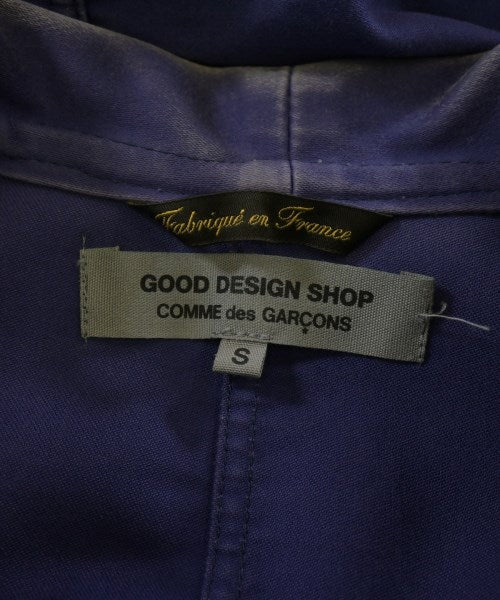 Fabriqué en France
GOOD DESIGN SHOP
COMME des GARÇONS
S